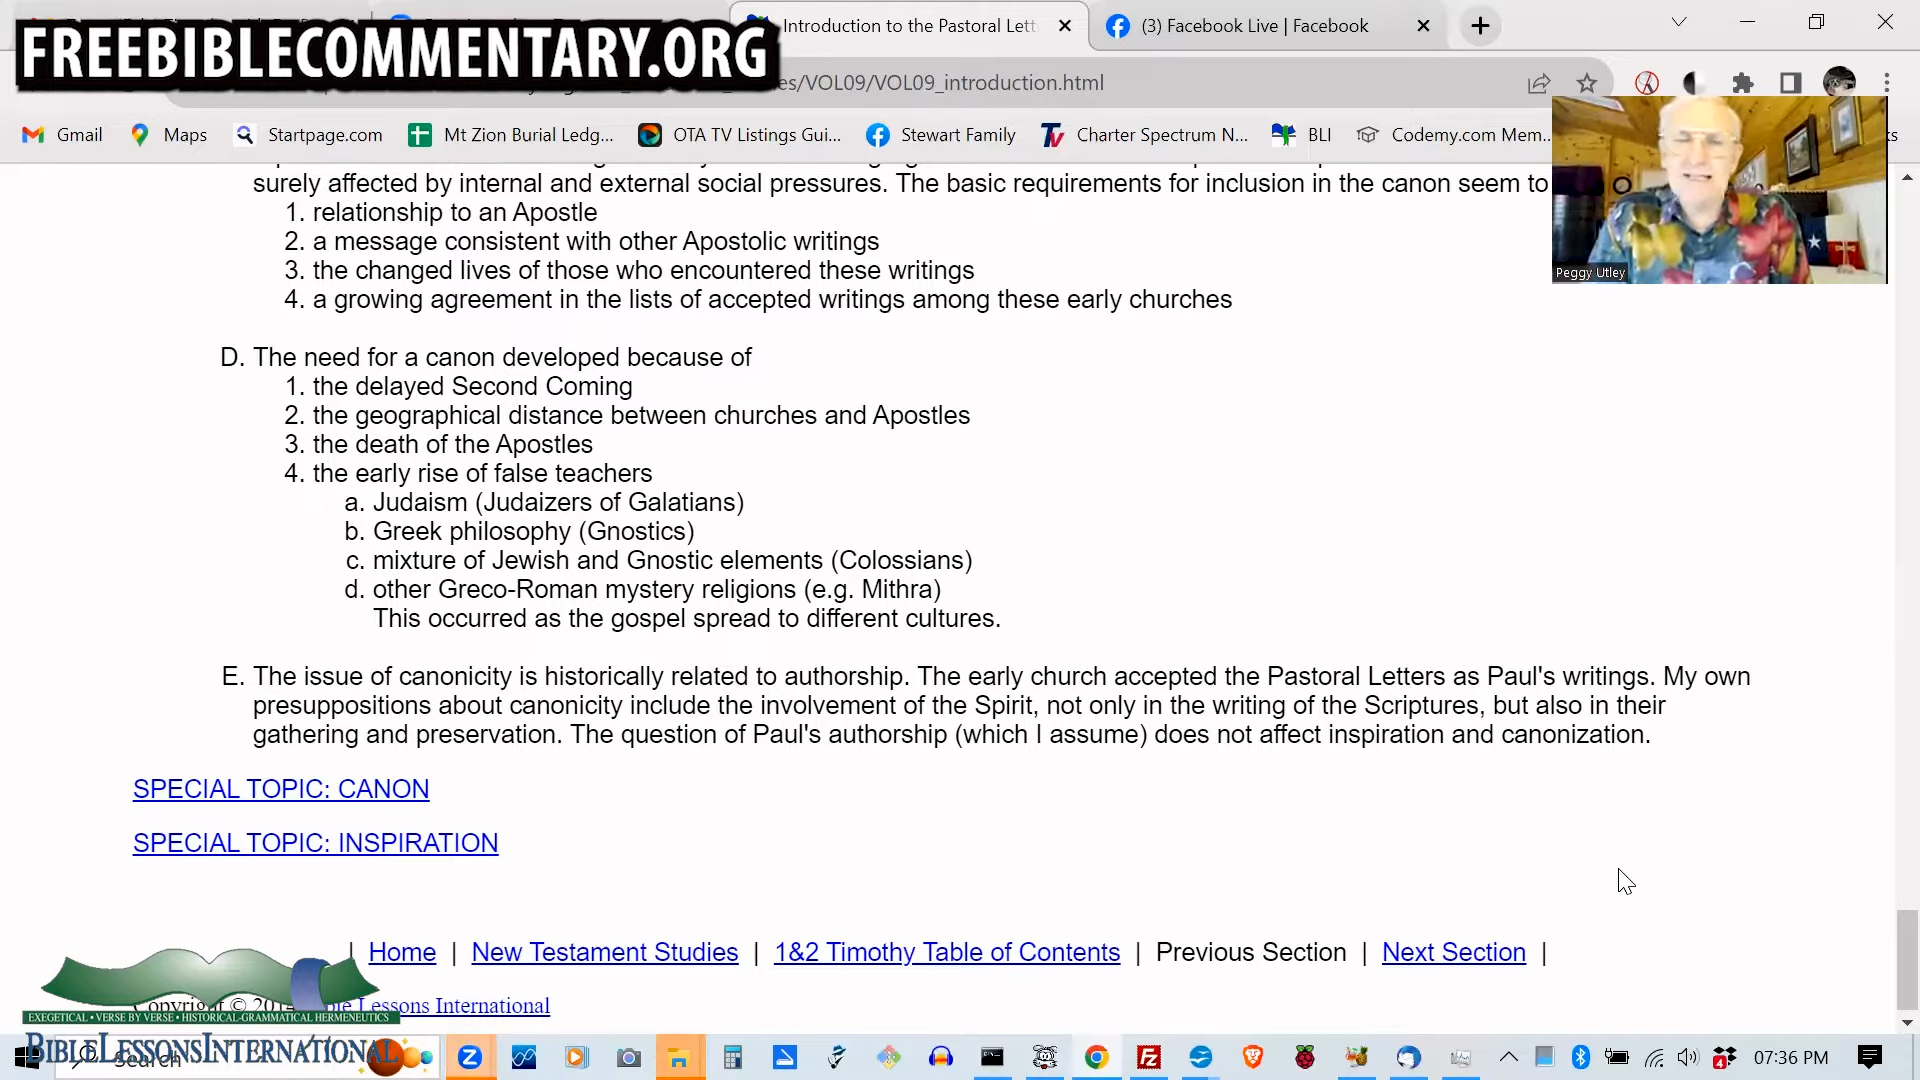 Introduction to the Pastoral Lett
(3) Facebook Live | Facebook
FREEBIBLECOMMENTARY.ORG
es/VOL09/VOL09_introduction.html
Gmail
Maps
Startpage.com
Mt Zion Burial Ledg...
OTA TV Listings Gui...
Stewart Family
Charter Spectrum N...
BLI
Codemy.com Mem...
ks
surely affected by internal and external social pressures. The basic requirements for inclusion in the canon seem to
1. relationship to an Apostle
2. a message consistent with other Apostolic writings
3. the changed lives of those who encountered these writings
4. a growing agreement in the lists of accepted writings among these early churches
Peggy Utley
D. The need for a canon developed because of
1. the delayed Second Coming
2. the geographical distance between churches and Apostles
3. the death of the Apostles
4. the early rise of false teachers
a. Judaism (Judaizers of Galatians)
b. Greek philosophy (Gnostics)
c. mixture of Jewish and Gnostic elements (Colossians)
d. other Greco-Roman mystery religions (e.g. Mithra)
This occurred as the gospel spread to different cultures.
E. The issue of canonicity is historically related to authorship. The early church accepted the Pastoral Letters as Paul's writings. My own
presuppositions about canonicity include the involvement of the Spirit, not only in the writing of the Scriptures, but also in their
gathering and preservation. The question of Paul's authorship (which I assume) does not affect inspiration and canonization.
SPECIAL TOPIC: CANON
SPECIAL TOPIC: INSPIRATION
| Home | New Testament Studies | 1&2 Timothy Table of Contents | Previous Section | Next Section |
Copyright © 2014 Bible Lessons International
EXEGETICAL • VERSE BY VERSE • HISTORICAL-GRAMMATICAL HERMENEUTICS
BIBLELESSONSINTERNATIONAL
Search
4
07:36 PM